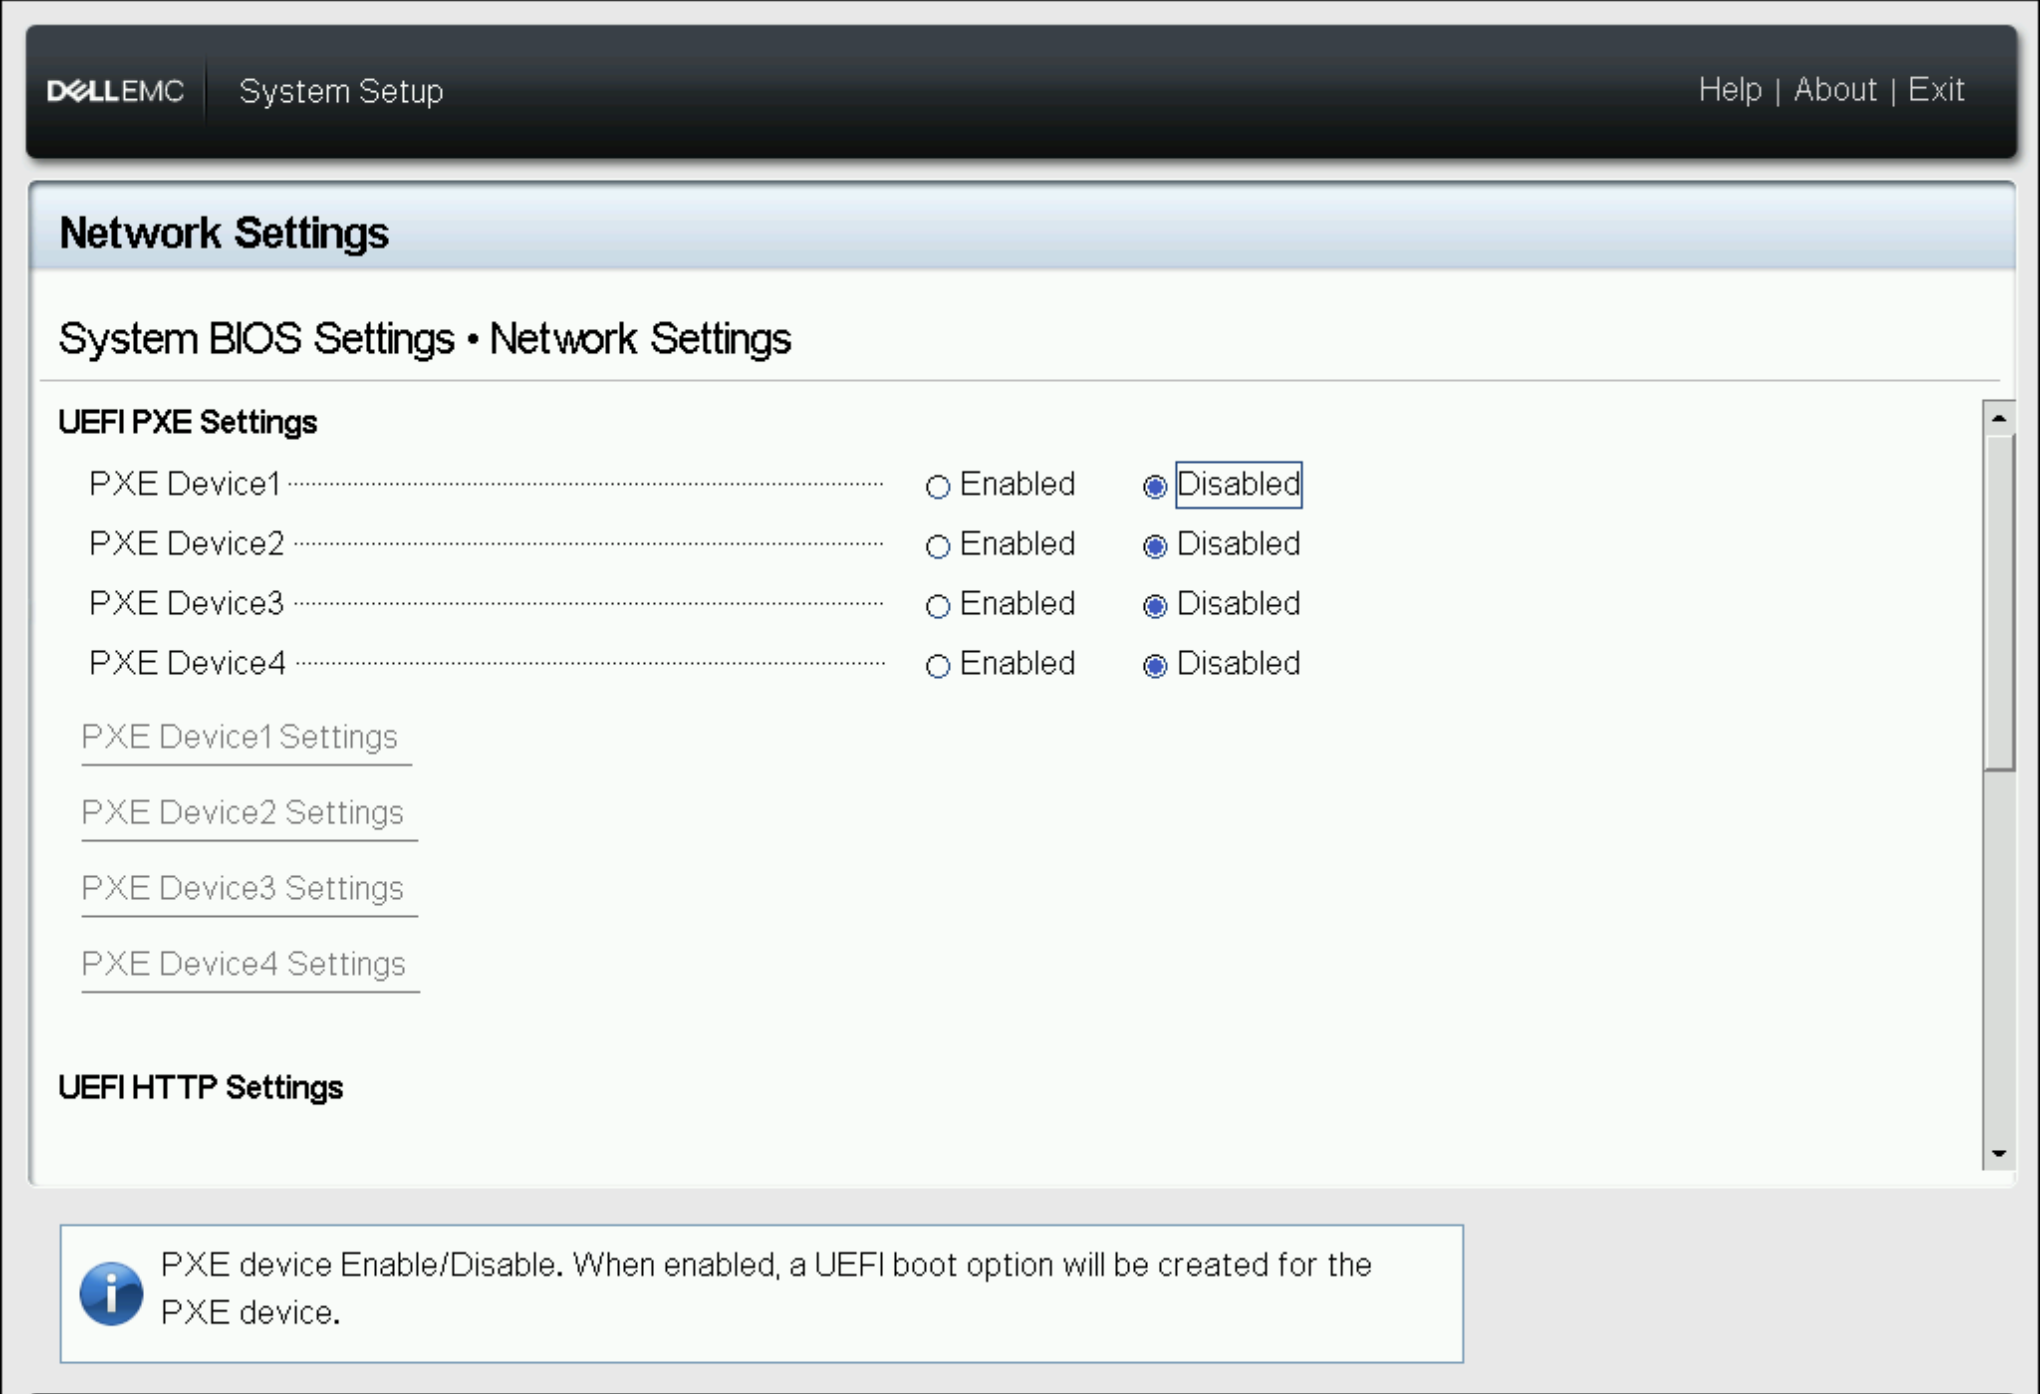 DELLEMC System Setup Help | About | Exit
Network Settings
System BIOS Settings • Network Settings
UEFI PXE Settings
PXE Device1 Enabled Disabled
PXE Device2 Enabled Disabled
PXE Device3 Enabled Disabled
PXE Device4 Enabled Disabled
PXE Device1 Settings
PXE Device2 Settings
PXE Device3 Settings
PXE Device4 Settings
UEFI HTTP Settings
PXE device Enable/Disable. When enabled, a UEFI boot option will be created for the
PXE device.